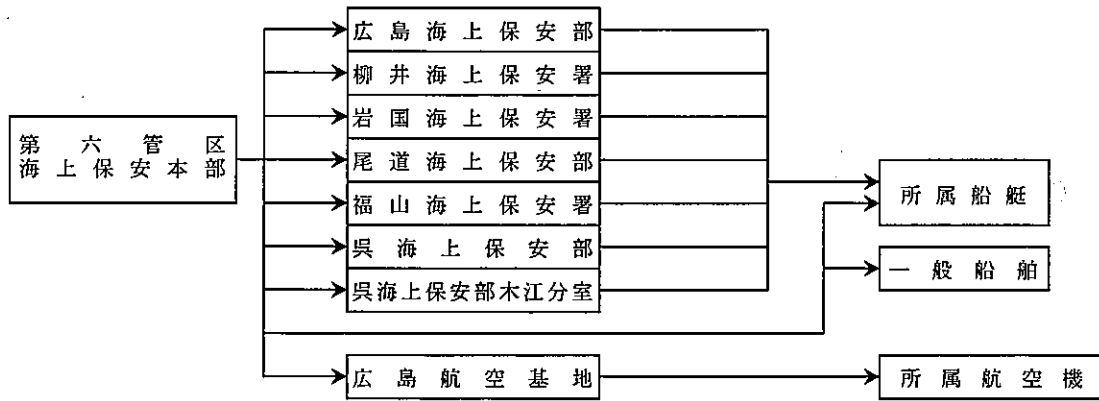 第六管区
海上保安本部
広島海上保安部
柳井海上保安署
岩国海上保安署
尾道海上保安部
福山海上保安署
呉海上保安部
呉海上保安部木江分室
広島航空基地
所属船艇
一般船舶
所属航空機